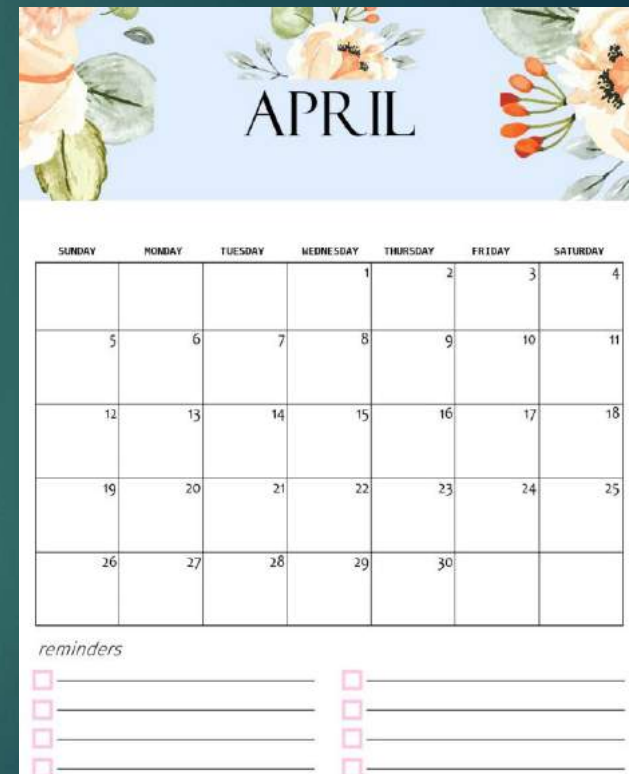 APRIL
SUNDAY MONDAY TUESDAY WEDNESDAY THURSDAY FRIDAY SATURDAY
1 2 3 4
5 6 7 8 9 10 11
12 13 14 15 16 17 18
19 20 21 22 23 24 25
26 27 28 29 30
reminders